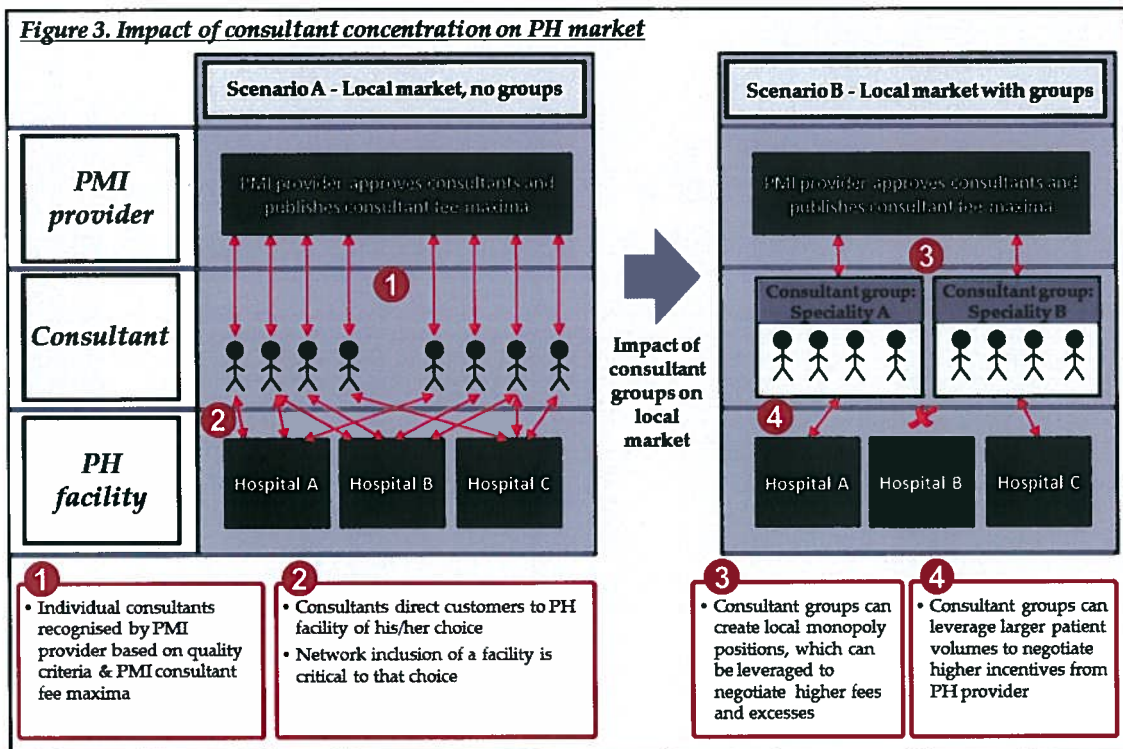 Figure 3. Impact of consultant concentration on PH market
Scenario A - Local market, no groups
Scenario B - Local market with groups
PMI
provider
PMI provider approves consultants and
publishes consultant fee maxima
PMI provider approves consultants and
publishes consultant fee maxima
Consultant
1
3
Consultant group:
Speciality A
Consultant group:
Speciality B
Impact of
consultant
groups on
local
market
2
4
PH
facility
Hospital A
Hospital B
Hospital C
Hospital A
Hospital B
Hospital C
1
• Individual consultants
recognised by PMI
provider based on quality
criteria & PMI consultant
fee maxima
2
• Consultants direct customers to PH
facility of his/her choice
• Network inclusion of a facility is
critical to that choice
3
• Consultant groups can
create local monopoly
positions, which can
be leveraged to
negotiate higher fees
and excesses
4
• Consultant groups can
leverage larger patient
volumes to negotiate
higher incentives from
PH provider